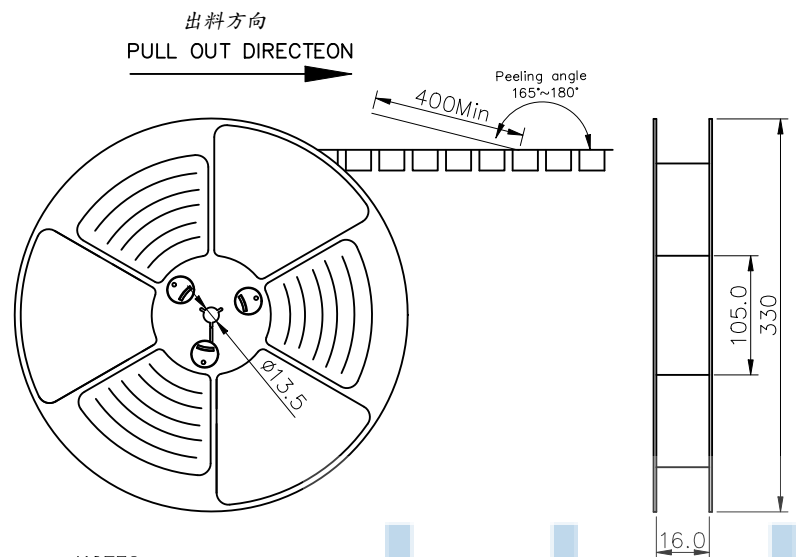 出料方向
PULL OUT DIRECTEON
Peeling angle
165°~180°
400Min
105.0
330
Ø13.5
16.0